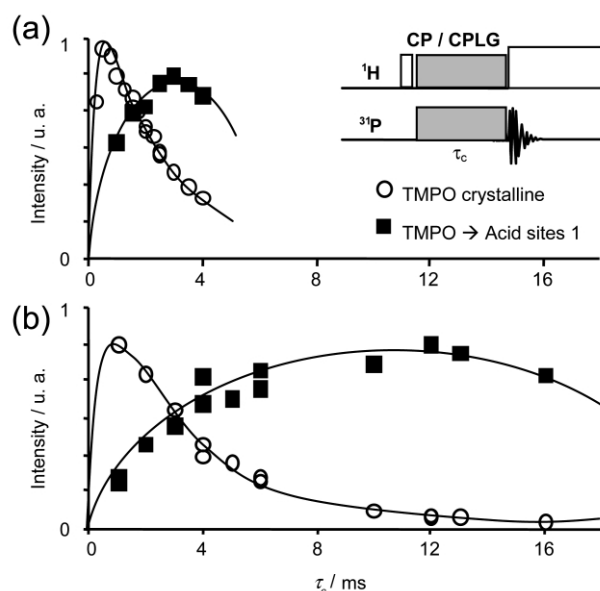 (a)
1
Intensity / u. a.
0
0
4
8
12
16
CP / CPLG
¹H
³¹P
τc
TMPO crystalline
TMPO → Acid sites 1
(b)
1
Intensity / u. a.
0
0
4
8
12
16
τc / ms